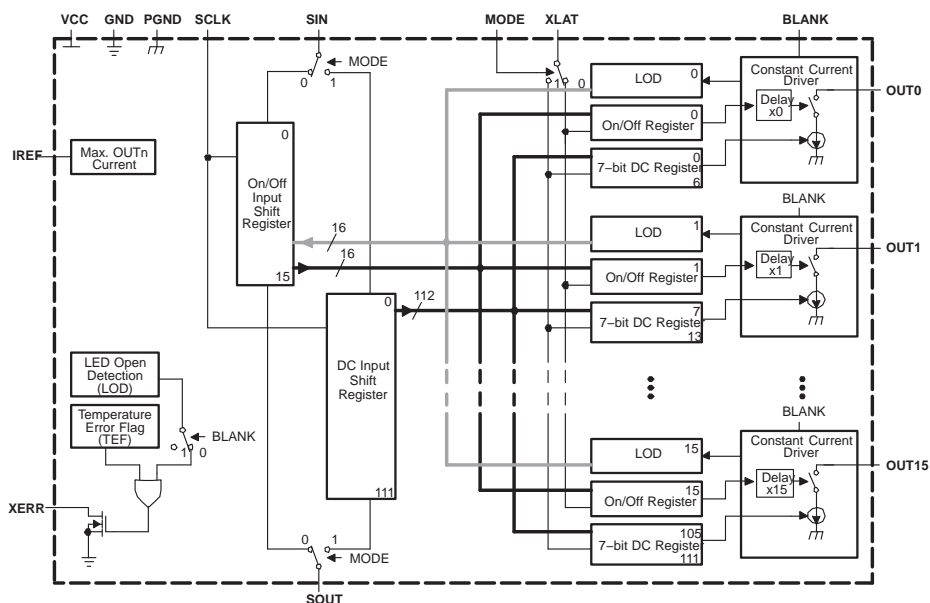 VCC GND PGND SCLK SIN MODE XLAT BLANK
MODE
0 1
1 0
LOD 0
Constant Current
Driver
OUT0
On/Off Register 0
Delay
x0
7–bit DC Register 0
6
IREF
Max. OUTn
Current
0
On/Off
Input
Shift
Register
15
16
16
BLANK
LOD 1
Constant Current
Driver
OUT1
On/Off Register 1
Delay
x1
7–bit DC Register 7
13
0
112
DC Input
Shift
Register
111
LED Open
Detection
(LOD)
Temperature
Error Flag
(TEF)
BLANK
1 0
BLANK
LOD 15
Constant Current
Driver
OUT15
On/Off Register 15
Delay
x15
7–bit DC Register 105
111
XERR
0 1
MODE
SOUT